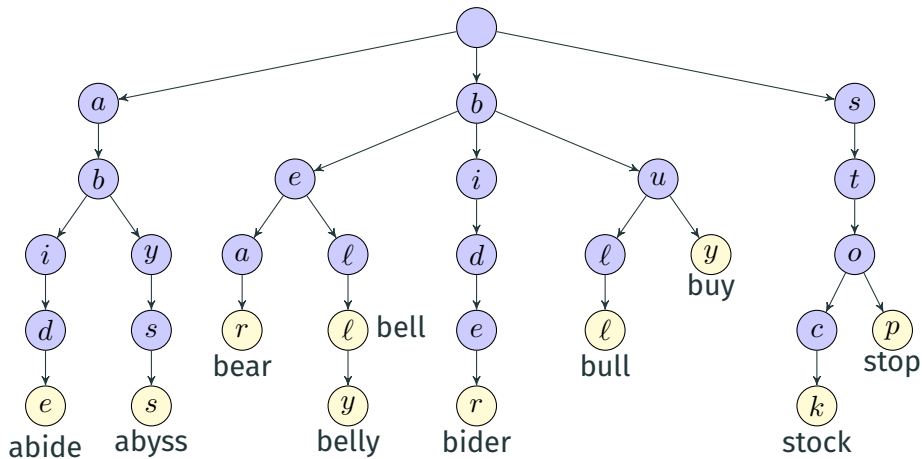 a b s
b e i u t
i y a ℓ d ℓ y o
buy
d s r ℓ bell e ℓ c p
bear bull stop
e s y r k
abide abyss belly bider stock